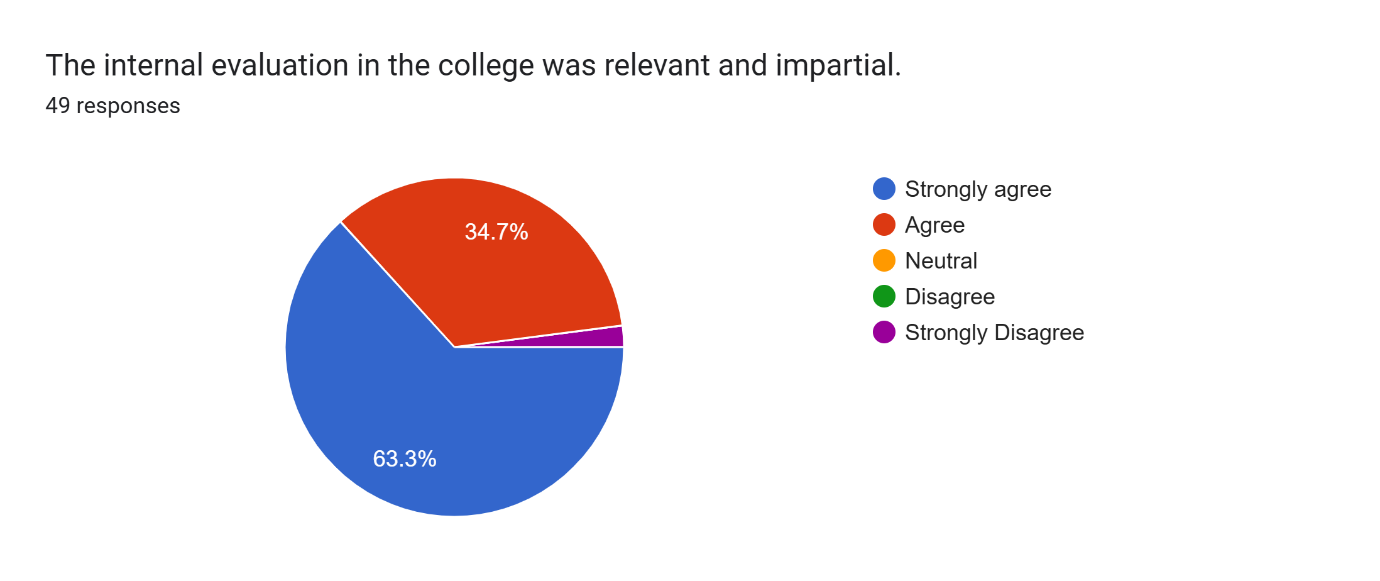 The internal evaluation in the college was relevant and impartial.
49 responses
34.7%
63.3%
Strongly agree
Agree
Neutral
Disagree
Strongly Disagree